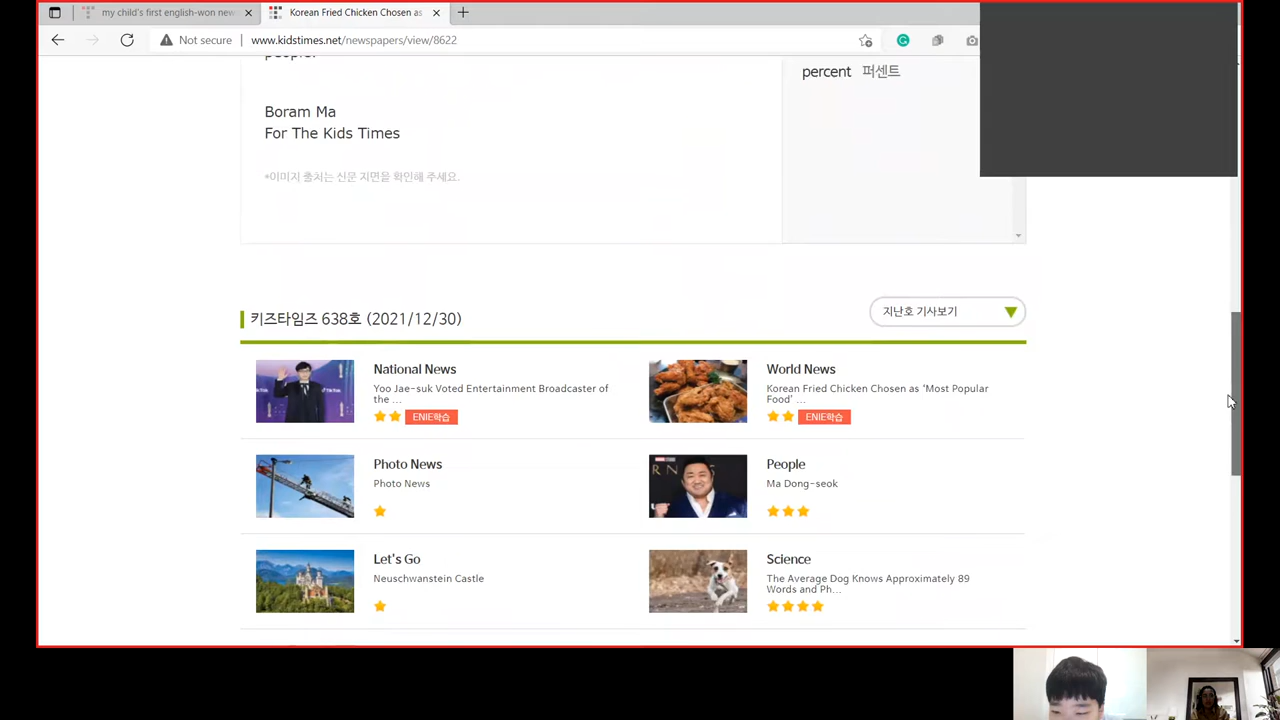 my child's first english-won new
Korean Fried Chicken Chosen as
Not secure
www.kidstimes.net/newspapers/view/8622
people.
percent 퍼센트
Boram Ma
For The Kids Times
*이미지 출처는 신문 지면을 확인해 주세요.
키즈타임즈 638호 (2021/12/30)
지난호 기사보기
National News
Yoo Jae-suk Voted Entertainment Broadcaster of
the ...
ENIE학습
World News
Korean Fried Chicken Chosen as ‘Most Popular
Food’ ...
ENIE학습
Photo News
Photo News
People
Ma Dong-seok
Let's Go
Neuschwanstein Castle
Science
The Average Dog Knows Approximately 89
Words and Ph...